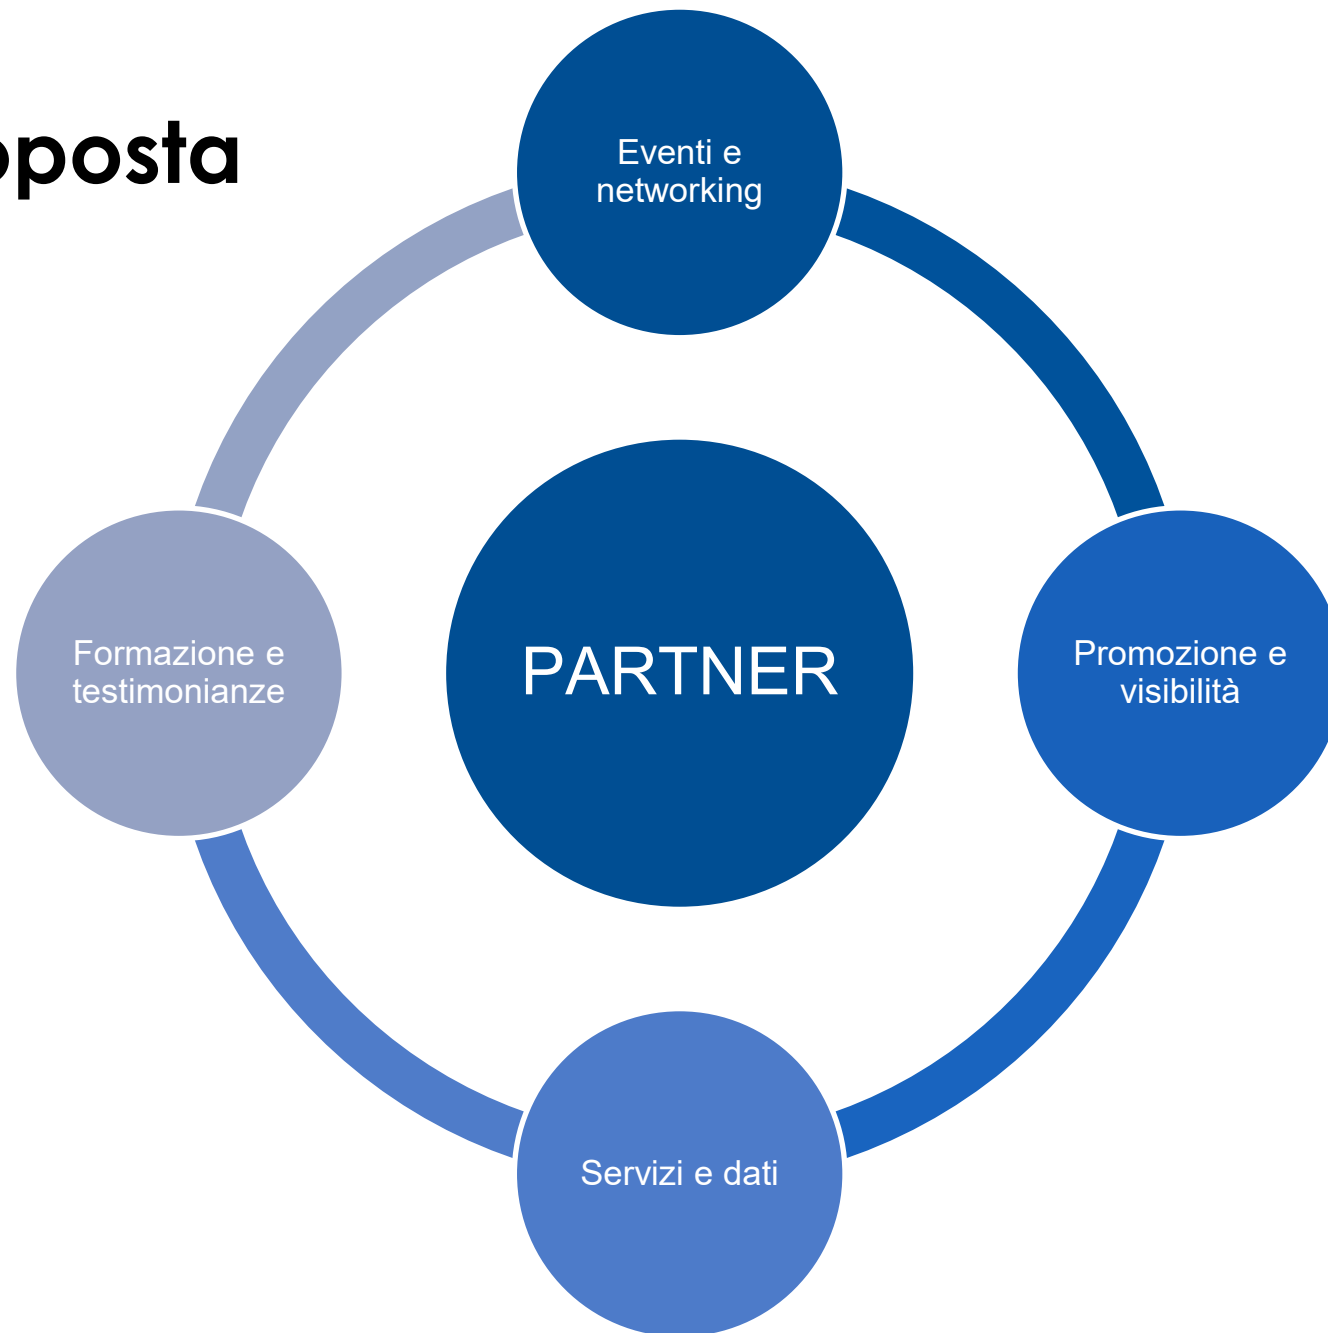 oposta
Eventi e
networking
Formazione e
testimonianze
PARTNER
Promozione e
visibilità
Servizi e dati